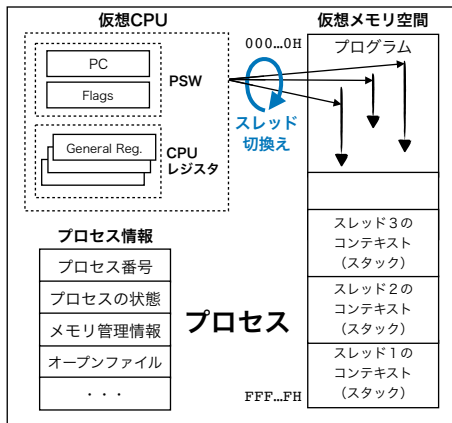 仮想CPU
PC
Flags
PSW
General Reg.
CPU
レジスタ
スレッド
切換え
プロセス情報
プロセス番号
プロセスの状態
メモリ管理情報
オープンファイル
・・・
プロセス
仮想メモリ空間
000…0H
プログラム
スレッド3の
コンテキスト
(スタック)
スレッド2の
コンテキスト
(スタック)
スレッド1の
コンテキスト
(スタック)
FFF…FH